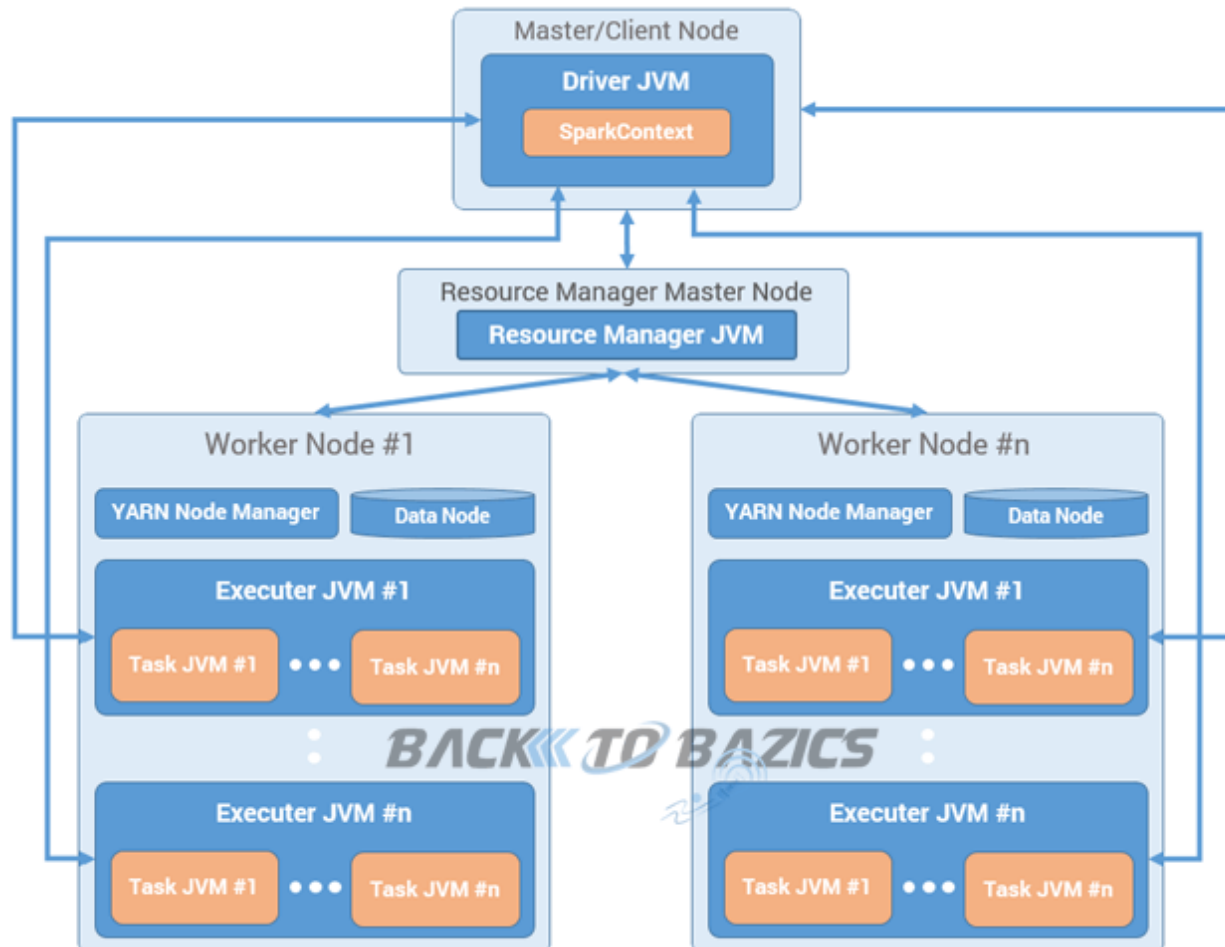 Master/Client Node
Driver JVM
SparkContext
Resource Manager Master Node
Resource Manager JVM
Worker Node #1
YARN Node Manager
Data Node
Executer JVM #1
Task JVM #1
Task JVM #n
Executer JVM #n
Task JVM #1
Task JVM #n
Worker Node #n
YARN Node Manager
Data Node
Executer JVM #1
Task JVM #1
Task JVM #n
Executer JVM #n
Task JVM #1
Task JVM #n
BACK TO BAZICS